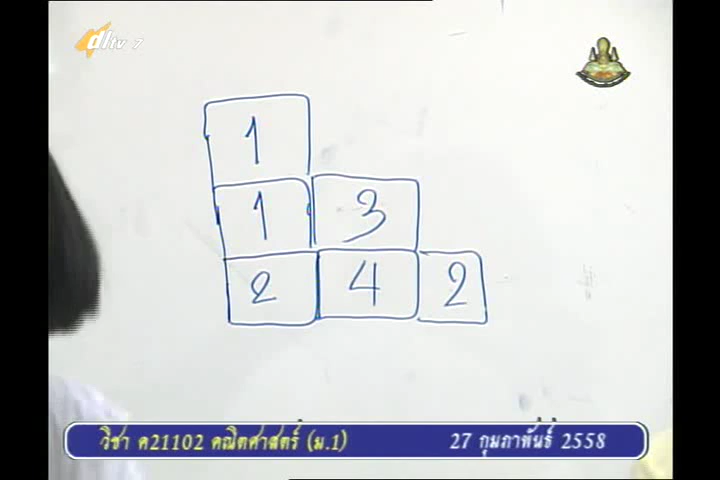 dltv 7
1
1 3
2 4 2
วิชา ค21102 คณิตศาสตร์ (ม.1) 27 กุมภาพันธ์ 2558